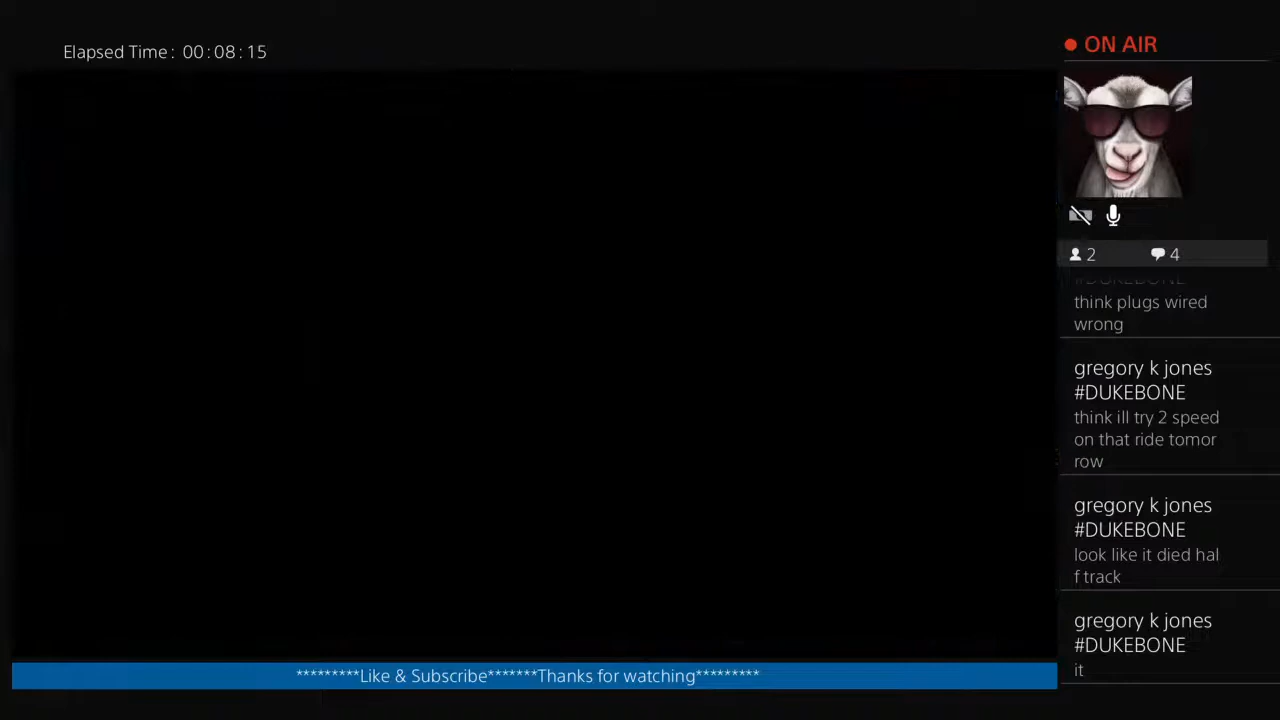 Elapsed Time: 00:08:15
ON AIR
2 4
#DUKEBONE
think plugs wired
wrong
gregory k jones
#DUKEBONE
think ill try 2 speed
on that ride tomor
row
gregory k jones
#DUKEBONE
look like it died hal
f track
gregory k jones
#DUKEBONE
it
*********Like & Subscribe*******Thanks for watching*********